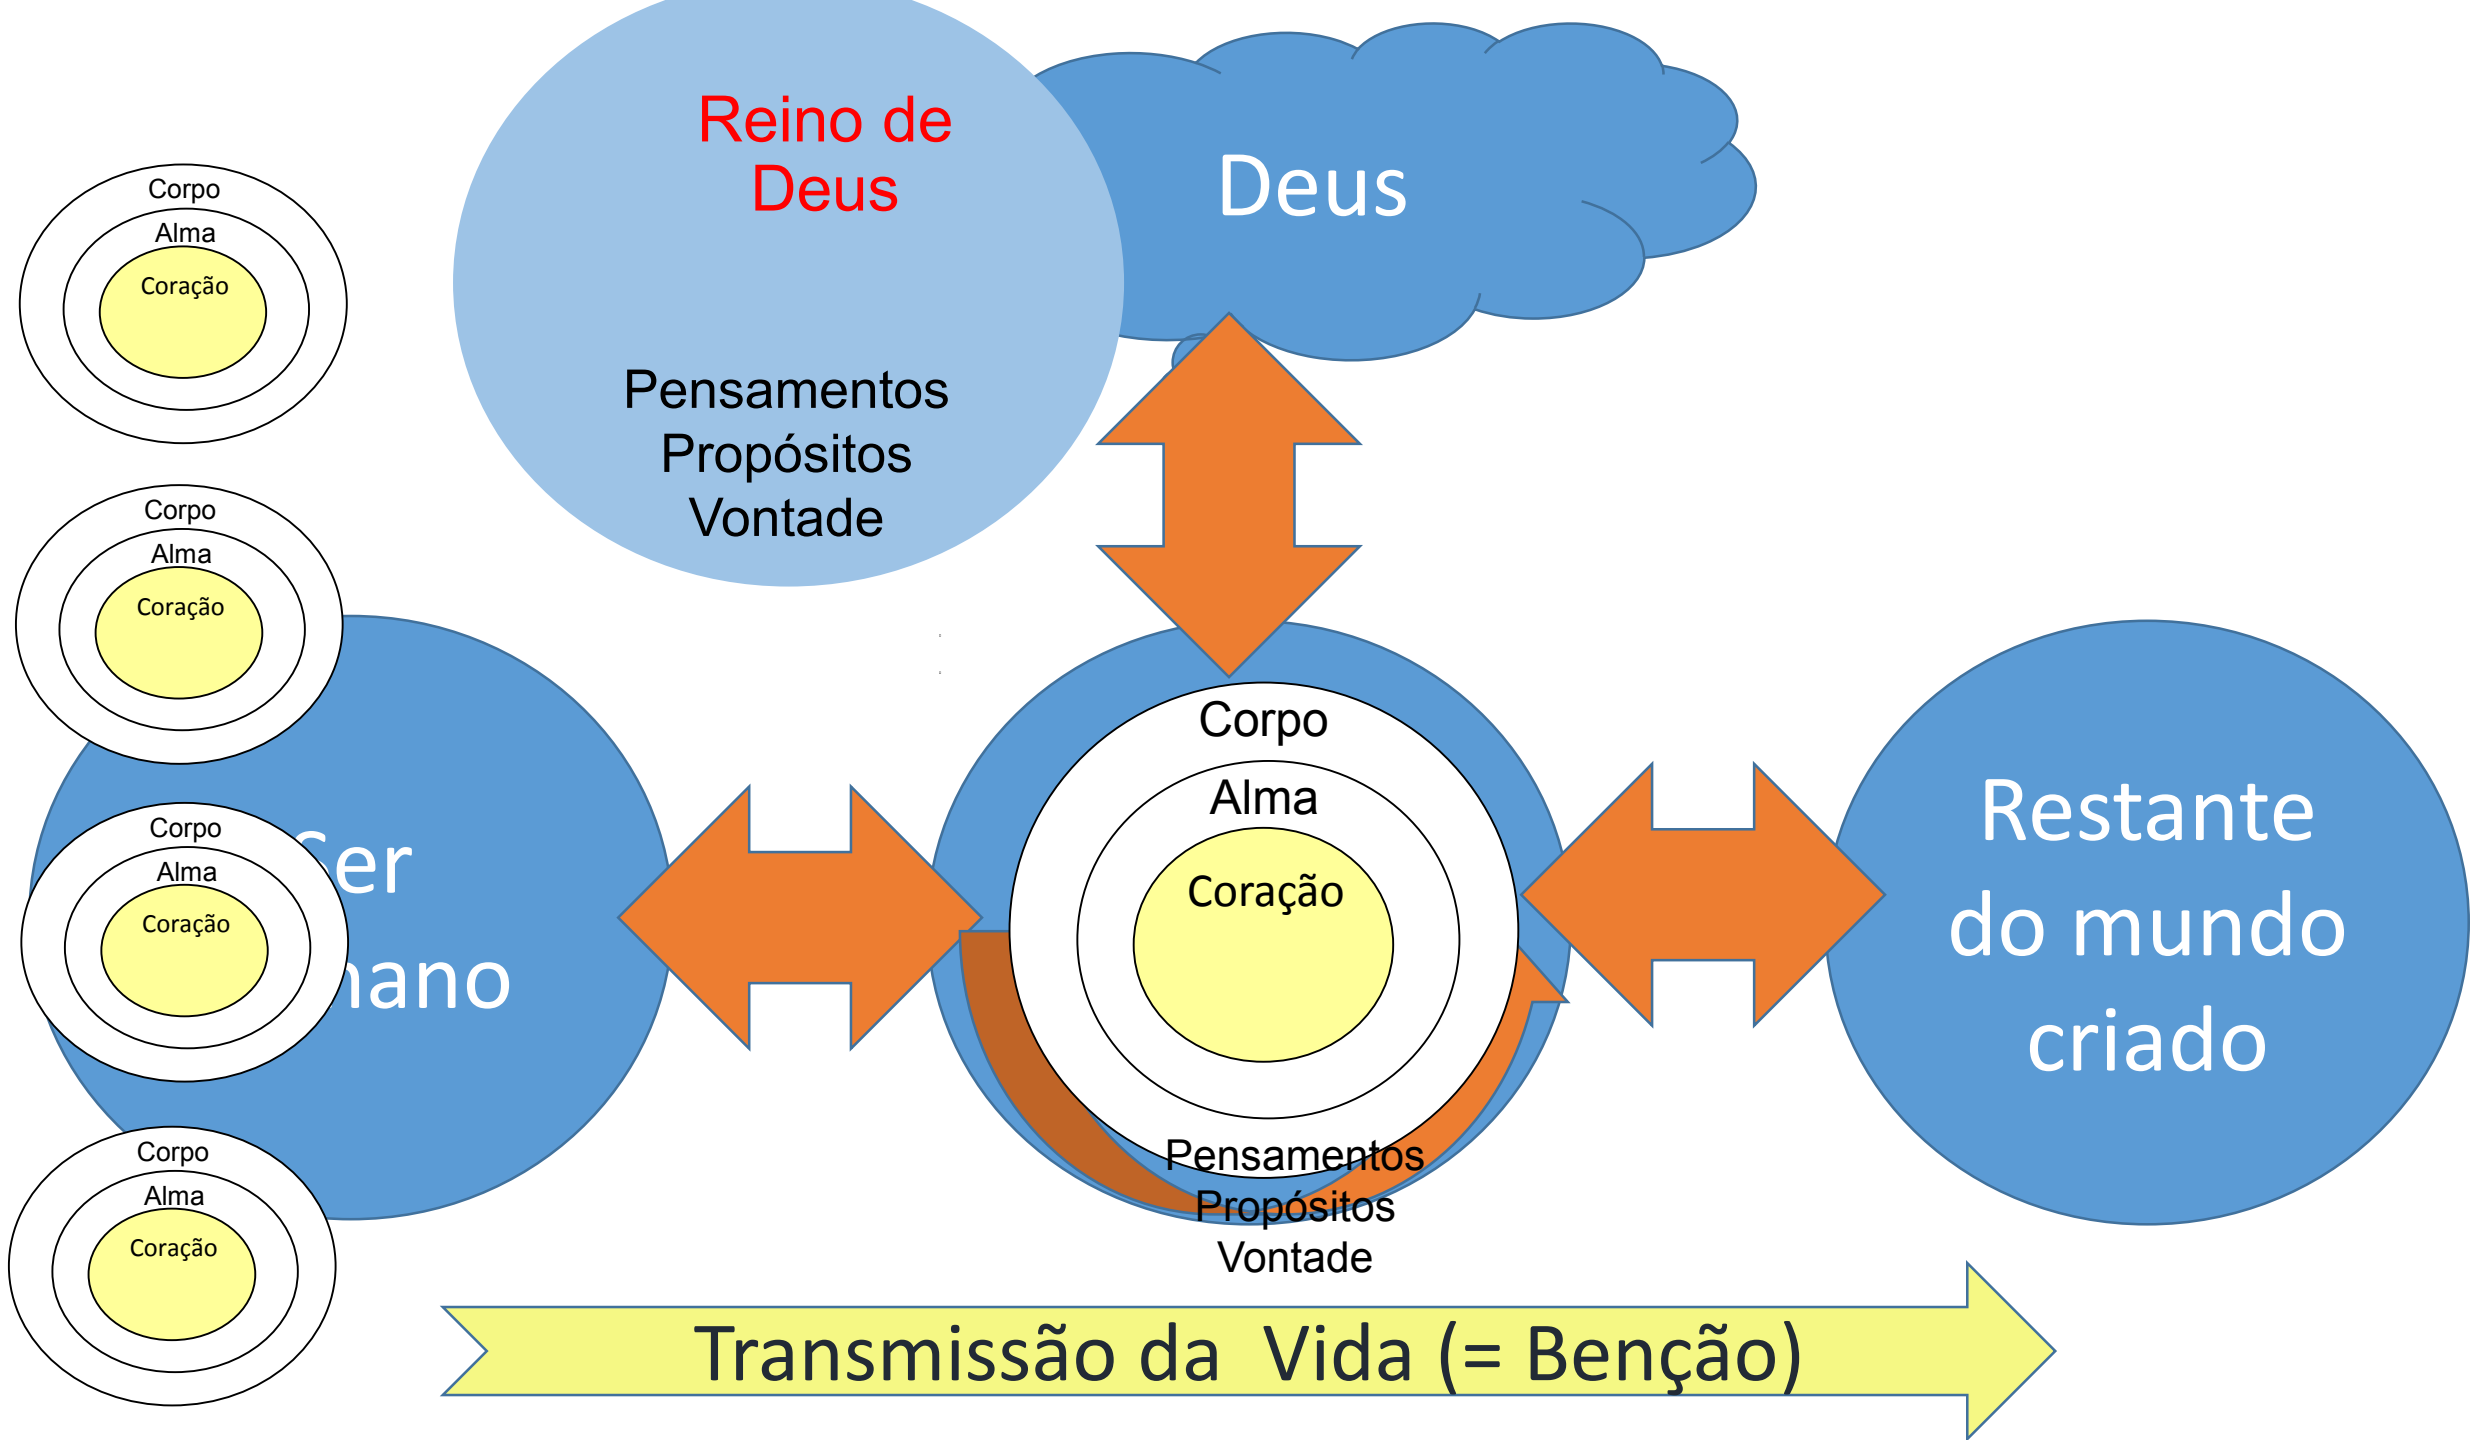 Reino de
Deus
Pensamentos
Propósitos
Vontade
Deus
Corpo
Alma
Coração
Corpo
Alma
Coração
Corpo
Alma
Coração
Corpo
Alma
Coração
Corpo
Alma
Coração
Pensamentos
Propósitos
Vontade
Restante
do mundo
criado
Transmissão da  Vida (= Benção)